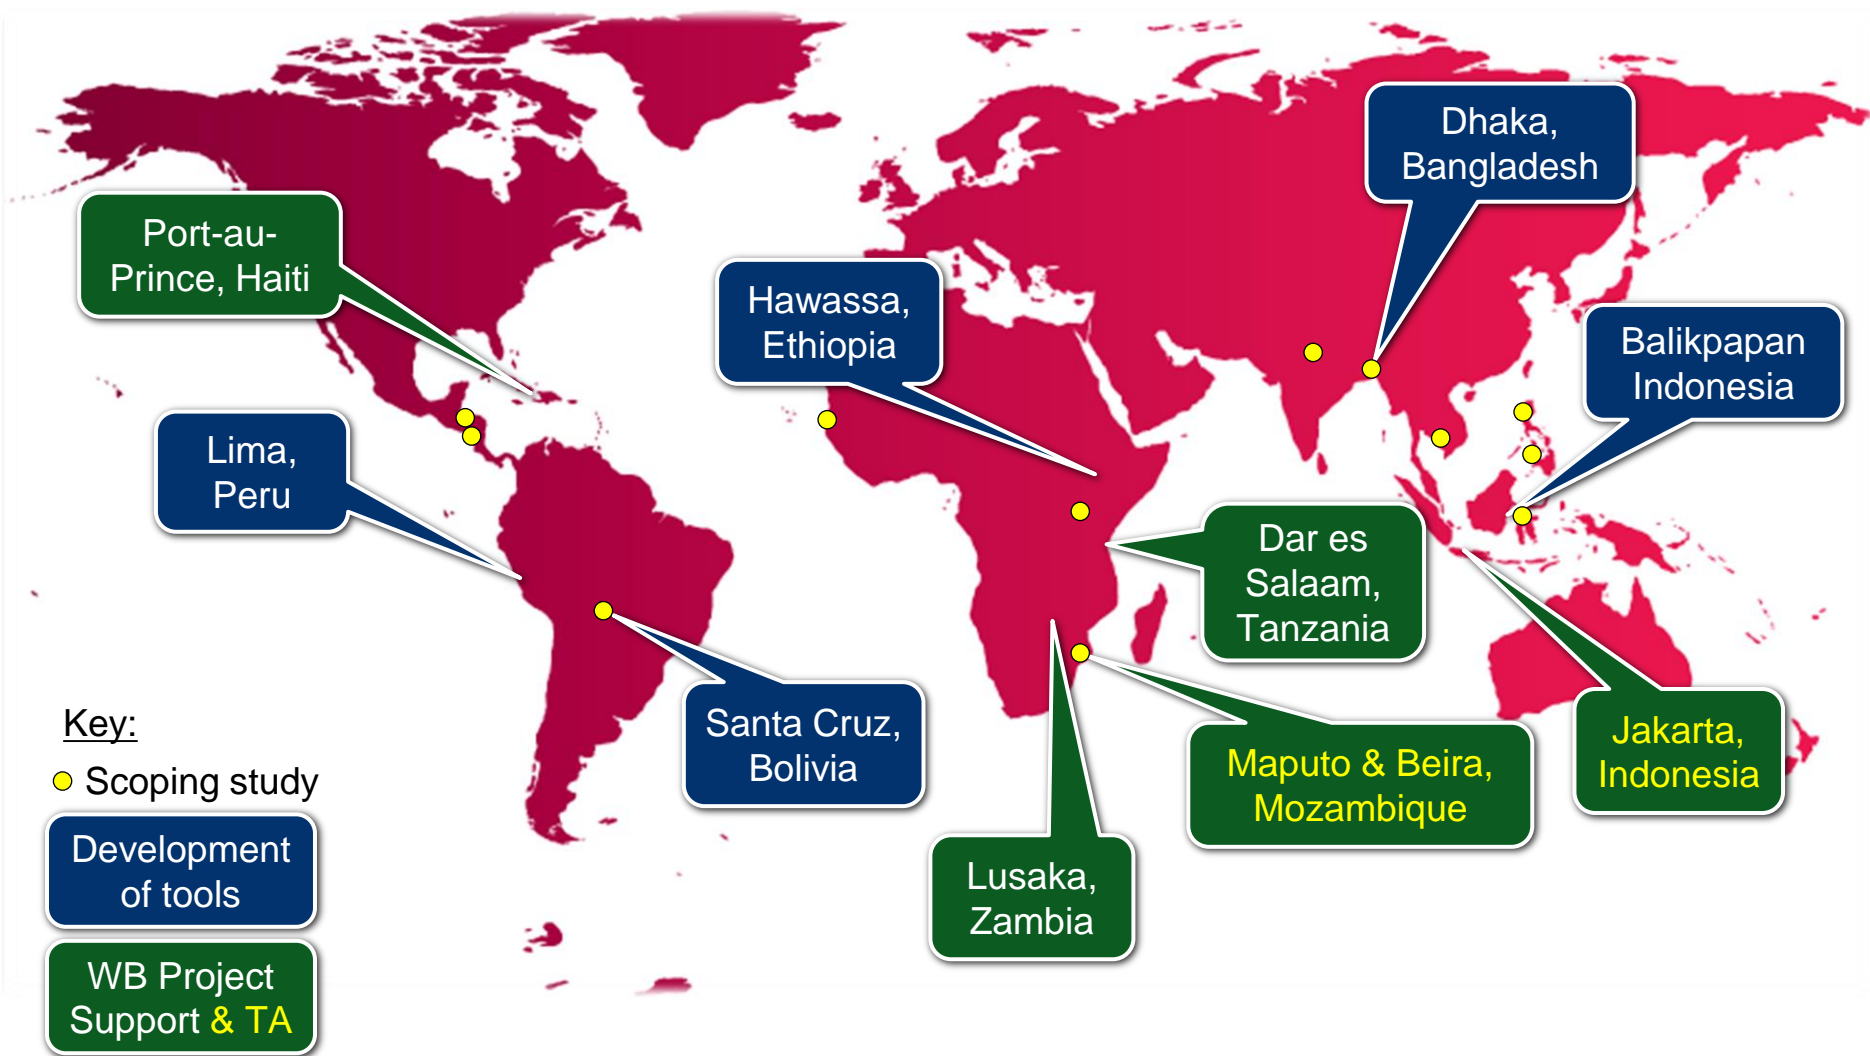 Dhaka,
Bangladesh
Port-au-
Prince, Haiti
Hawassa,
Ethiopia
Balikpapan
Indonesia
Lima,
Peru
Dar es
Salaam,
Tanzania
Santa Cruz,
Bolivia
Maputo & Beira,
Mozambique
Jakarta,
Indonesia
Lusaka,
Zambia
Key:
Scoping study
Development
of tools
WB Project
Support & TA